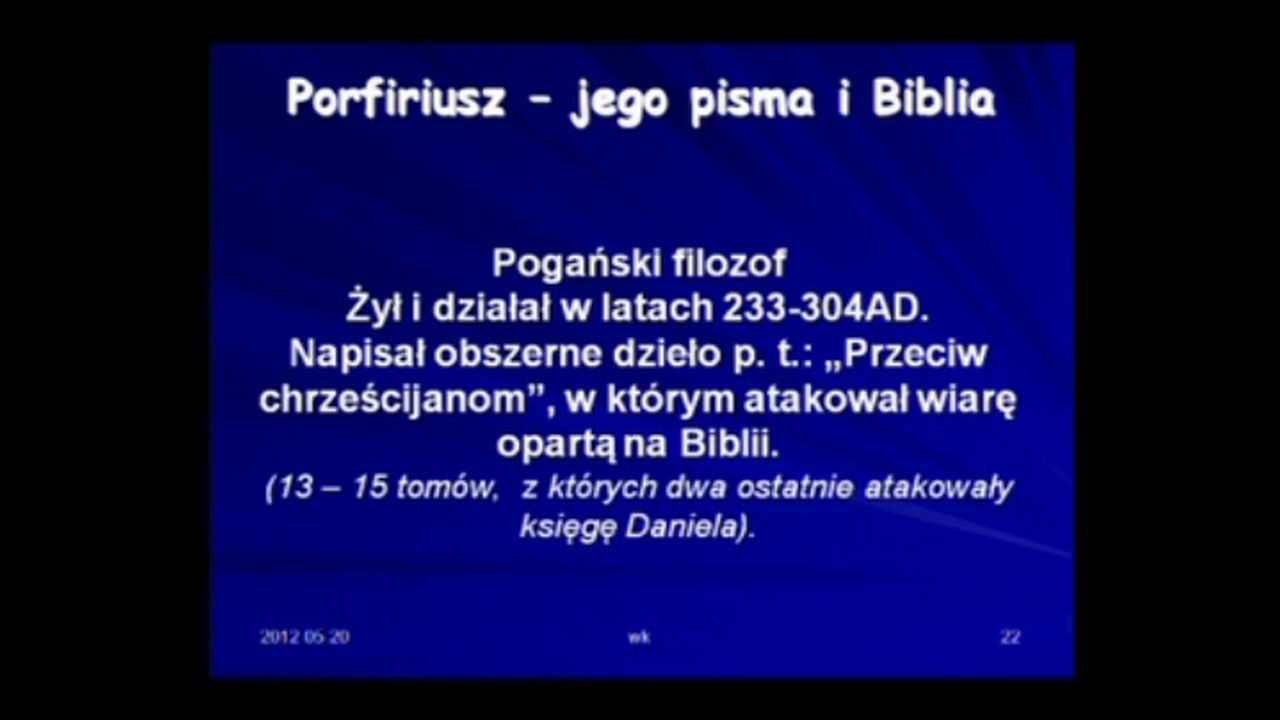 Porfiriusz – jego pisma i Biblia
Pogański filozof
Żył i działał w latach 233-304AD.
Napisał obszerne dzieło p. t.: „Przeciw
chrześcijanom”, w którym atakował wiarę
opartą na Biblii.
(13 – 15 tomów, z których dwa ostatnie atakowały
księgę Daniela).
2012 05 20 wk 22